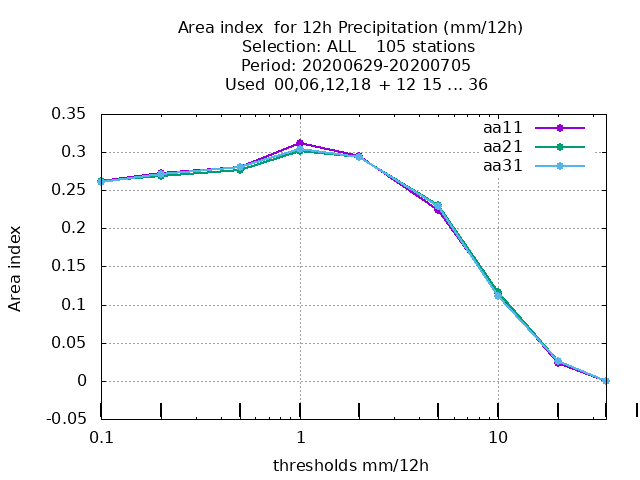 Area index  for 12h Precipitation (mm/12h)
Selection: ALL    105 stations
Period: 20200629-20200705
Used  00,06,12,18  + 12 15 ... 36
0.35
0.3
0.25
0.2
0.15
0.1
0.05
0
-0.05
Area index
aa11
aa21
aa31
0.1 1 10
thresholds mm/12h